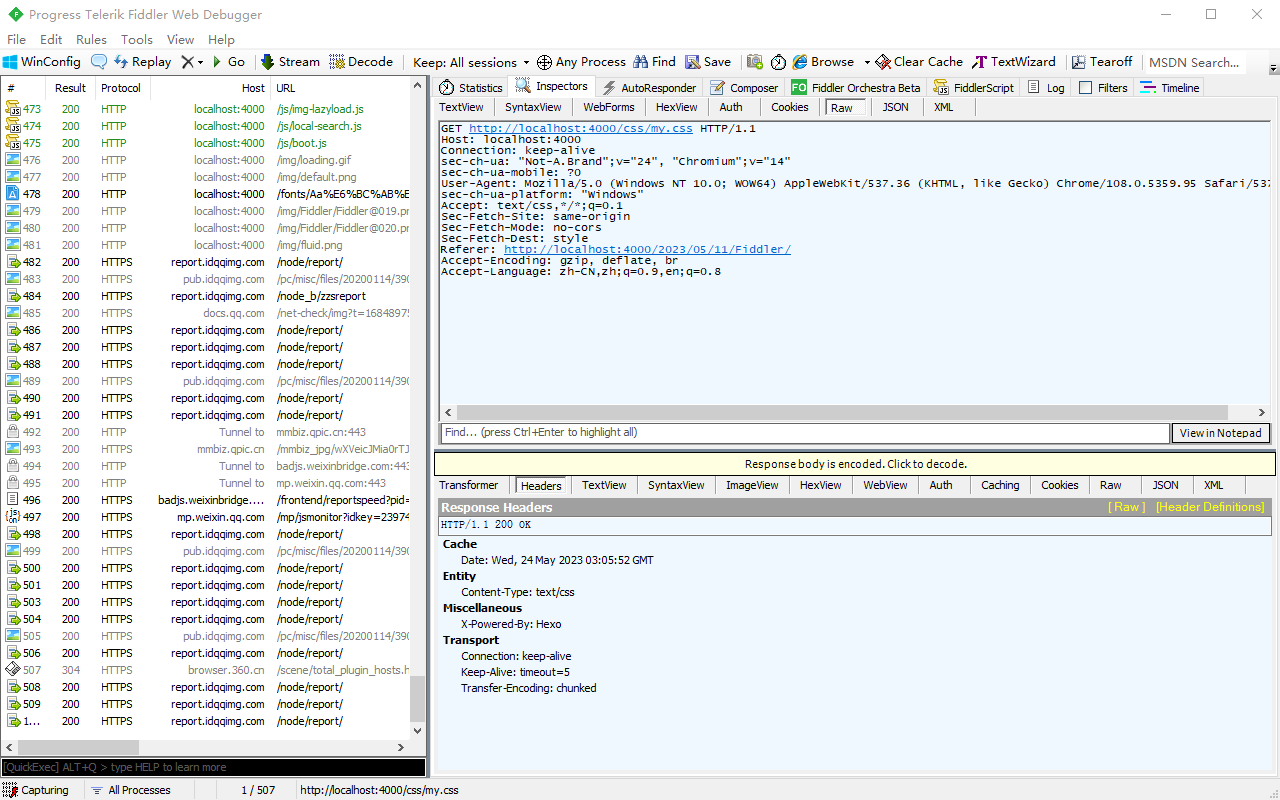 Progress Telerik Fiddler Web Debugger
File Edit Rules Tools View Help
WinConfig Replay Go Stream Decode Keep: All sessions Any Process Find Save Browse Clear Cache TextWizard Tearoff MSDN Search...
# Result Protocol Host URL
473 200 HTTP localhost:4000 /js/img-lazyload.js
474 200 HTTP localhost:4000 /js/local-search.js
475 200 HTTP localhost:4000 /js/boot.js
476 200 HTTP localhost:4000 /img/loading.gif
477 200 HTTP localhost:4000 /img/default.png
478 200 HTTP localhost:4000 /fonts/Aa%E6%BC%AB%E
479 200 HTTP localhost:4000 /img/Fiddler/Fiddler@019.pr
480 200 HTTP localhost:4000 /img/Fiddler/Fiddler@020.pr
481 200 HTTP localhost:4000 /img/fluid.png
482 200 HTTPS report.idqqimg.com /node/report/
483 200 HTTPS pub.idqqimg.com /pc/misc/files/20200114/390
484 200 HTTPS report.idqqimg.com /node_b/zzsreport
485 200 HTTPS docs.qq.com /net-check/img?t=16848975
486 200 HTTPS report.idqqimg.com /node/report/
487 200 HTTPS report.idqqimg.com /node/report/
488 200 HTTPS report.idqqimg.com /node/report/
489 200 HTTPS pub.idqqimg.com /pc/misc/files/20200114/390
490 200 HTTPS report.idqqimg.com /node/report/
491 200 HTTPS report.idqqimg.com /node/report/
492 200 HTTP Tunnel to mmbiz.qpic.cn:443
493 200 HTTPS mmbiz.qpic.cn /mmbiz_jpg/wXVeicJMia0rTJ
494 200 HTTP Tunnel to badjs.weixinbridge.com:443
495 200 HTTP Tunnel to mp.weixin.qq.com:443
496 200 HTTPS badjs.weixinbridge.... /frontend/reportspeed?pid=
497 200 HTTPS mp.weixin.qq.com /mp/jsmonitor?idkey=23974
498 200 HTTPS report.idqqimg.com /node/report/
499 200 HTTPS pub.idqqimg.com /pc/misc/files/20200114/390
500 200 HTTPS report.idqqimg.com /node/report/
501 200 HTTPS report.idqqimg.com /node/report/
503 200 HTTPS report.idqqimg.com /node/report/
504 200 HTTPS report.idqqimg.com /node/report/
505 200 HTTPS pub.idqqimg.com /pc/misc/files/20200114/390
506 200 HTTPS report.idqqimg.com /node/report/
507 304 HTTPS browser.360.cn /scene/total_plugin_hosts.h
508 200 HTTPS report.idqqimg.com /node/report/
509 200 HTTPS report.idqqimg.com /node/report/
1... 200 HTTPS report.idqqimg.com /node/report/
[QuickExec] ALT+Q > type HELP to learn more
Capturing All Processes 1 / 507 http://localhost:4000/css/my.css
Statistics Inspectors AutoResponder Composer FO Fiddler Orchestra Beta FiddlerScript Log Filters Timeline
TextView SyntaxView WebForms HexView Auth Cookies Raw JSON XML
GET http://localhost:4000/css/my.css HTTP/1.1
Host: localhost:4000
Connection: keep-alive
sec-ch-ua: "Not-A.Brand";v="24", "Chromium";v="14"
sec-ch-ua-mobile: ?0
User-Agent: Mozilla/5.0 (Windows NT 10.0; WOW64) AppleWebKit/537.36 (KHTML, like Gecko) Chrome/108.0.5359.95 Safari/537
sec-ch-ua-platform: "Windows"
Accept: text/css,*/*;q=0.1
Sec-Fetch-Site: same-origin
Sec-Fetch-Mode: no-cors
Sec-Fetch-Dest: style
Referer: http://localhost:4000/2023/05/11/Fiddler/
Accept-Encoding: gzip, deflate, br
Accept-Language: zh-CN,zh;q=0.9,en;q=0.8
Find... (press Ctrl+Enter to highlight all) View in Notepad
Response body is encoded. Click to decode.
Transformer Headers TextView SyntaxView ImageView HexView WebView Auth Caching Cookies Raw JSON XML
Response Headers [ Raw ] [Header Definitions]
HTTP/1.1 200 OK
Cache
Date: Wed, 24 May 2023 03:05:52 GMT
Entity
Content-Type: text/css
Miscellaneous
X-Powered-By: Hexo
Transport
Connection: keep-alive
Keep-Alive: timeout=5
Transfer-Encoding: chunked